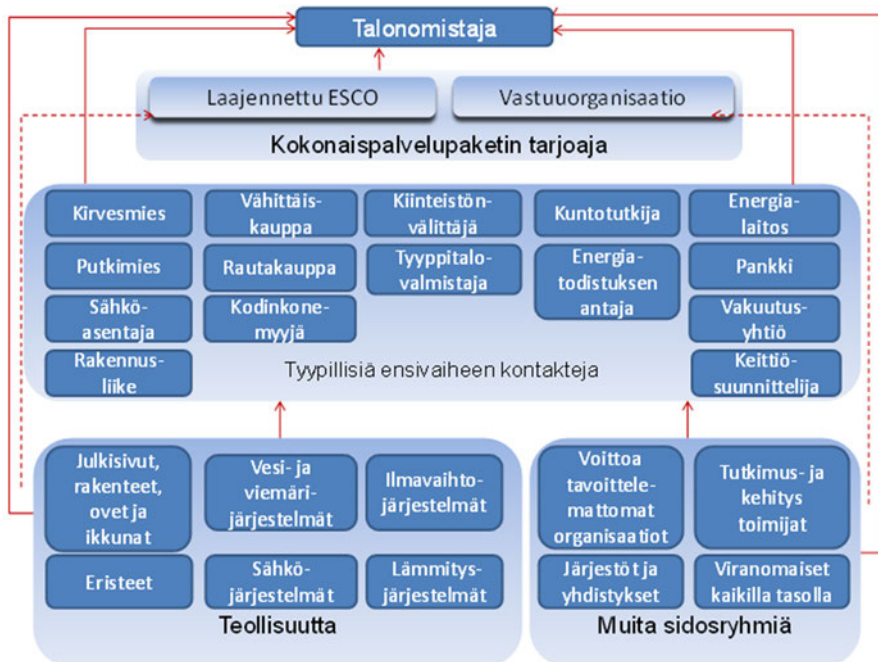 Talonomistaja
Laajennettu ESCO
Vastuuorganisaatio
Kokonaispalvelupaketin tarjoaja
Kirvesmies
Vähittäis-
kauppa
Kiinteistön-
välittäjä
Kuntotutkija
Energia-
laitos
Putkimies
Rautakauppa
Tyyppitalo-
valmistaja
Energia-
todistuksen
antaja
Pankki
Sähkö-
asentaja
Kodinkone-
myyjä
Vakuutus-
yhtiö
Rakennus-
liike
Tyypillisiä ensivaiheen kontakteja
Keittiö-
suunnittelija
Julkisivut,
rakenteet,
ovet ja
ikkunat
Vesi- ja
viemäri-
järjestelmät
Ilmavaihto-
järjestelmät
Eristeet
Sähkö-
järjestelmät
Lämmitys-
järjestelmät
Teollisuutta
Voittoa
tavoittele-
mattomat
organisaatiot
Tutkimus- ja
kehitys
toimijat
Järjestöt ja
yhdistykset
Viranomaiset
kaikilla tasolla
Muita sidosryhmiä